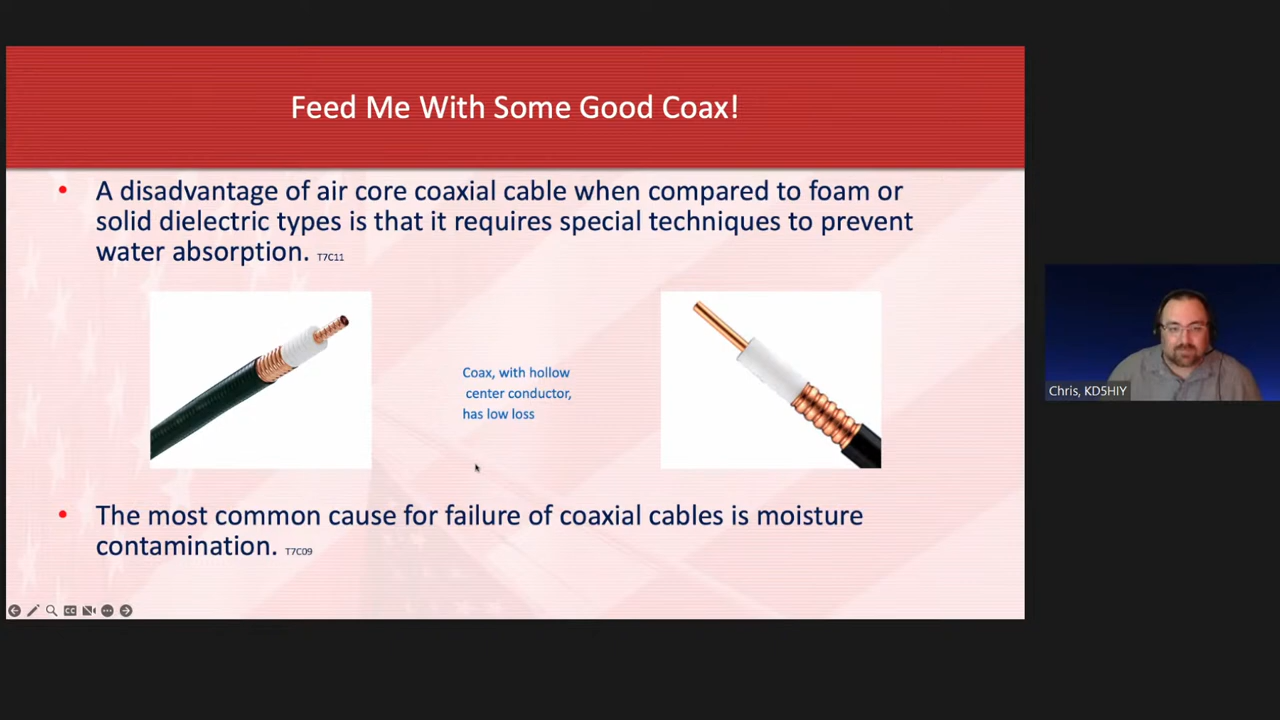 Feed Me With Some Good Coax!
• A disadvantage of air core coaxial cable when compared to foam or
solid dielectric types is that it requires special techniques to prevent
water absorption. T7C11
Coax, with hollow
center conductor,
has low loss
• The most common cause for failure of coaxial cables is moisture
contamination. T7C09
CC
Chris, KD5HIY